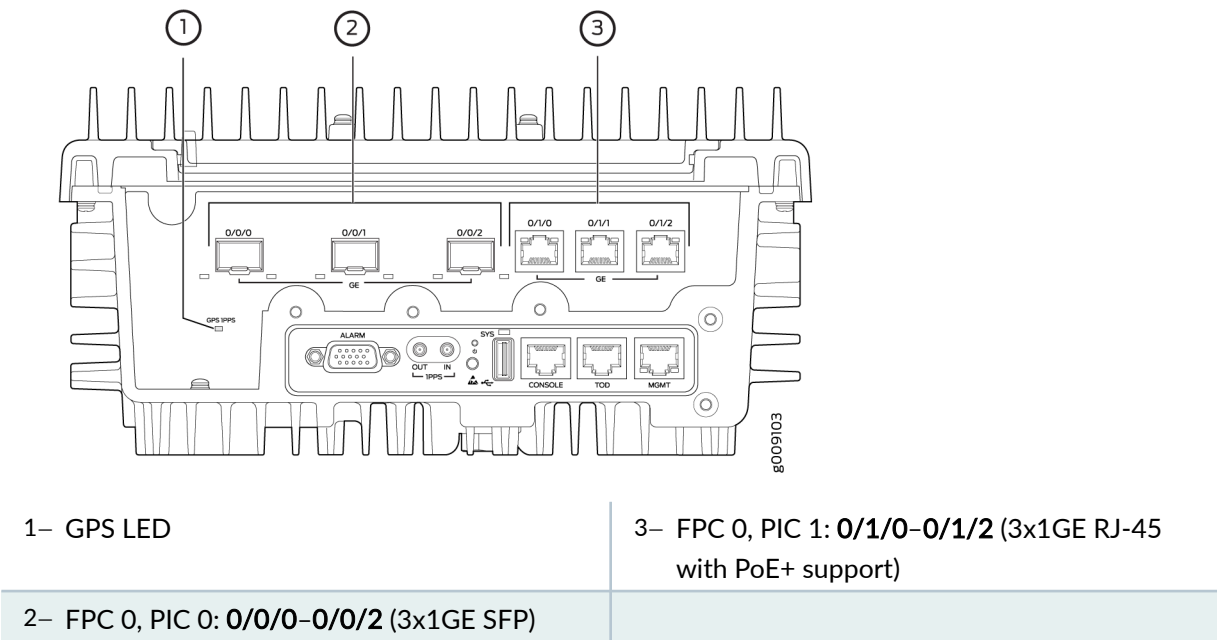 1 2 3
0/0/0 0/0/1 0/0/2 0/1/0 0/1/1 0/1/2
GE GE
GPS 1PPS
ALARM SYS
OUT IN
1PPS
CONSOLE TOD MGMT
g009103
1– GPS LED
3– FPC 0, PIC 1: 0/1/0–0/1/2 (3x1GE RJ-45
with PoE+ support)
2– FPC 0, PIC 0: 0/0/0–0/0/2 (3x1GE SFP)